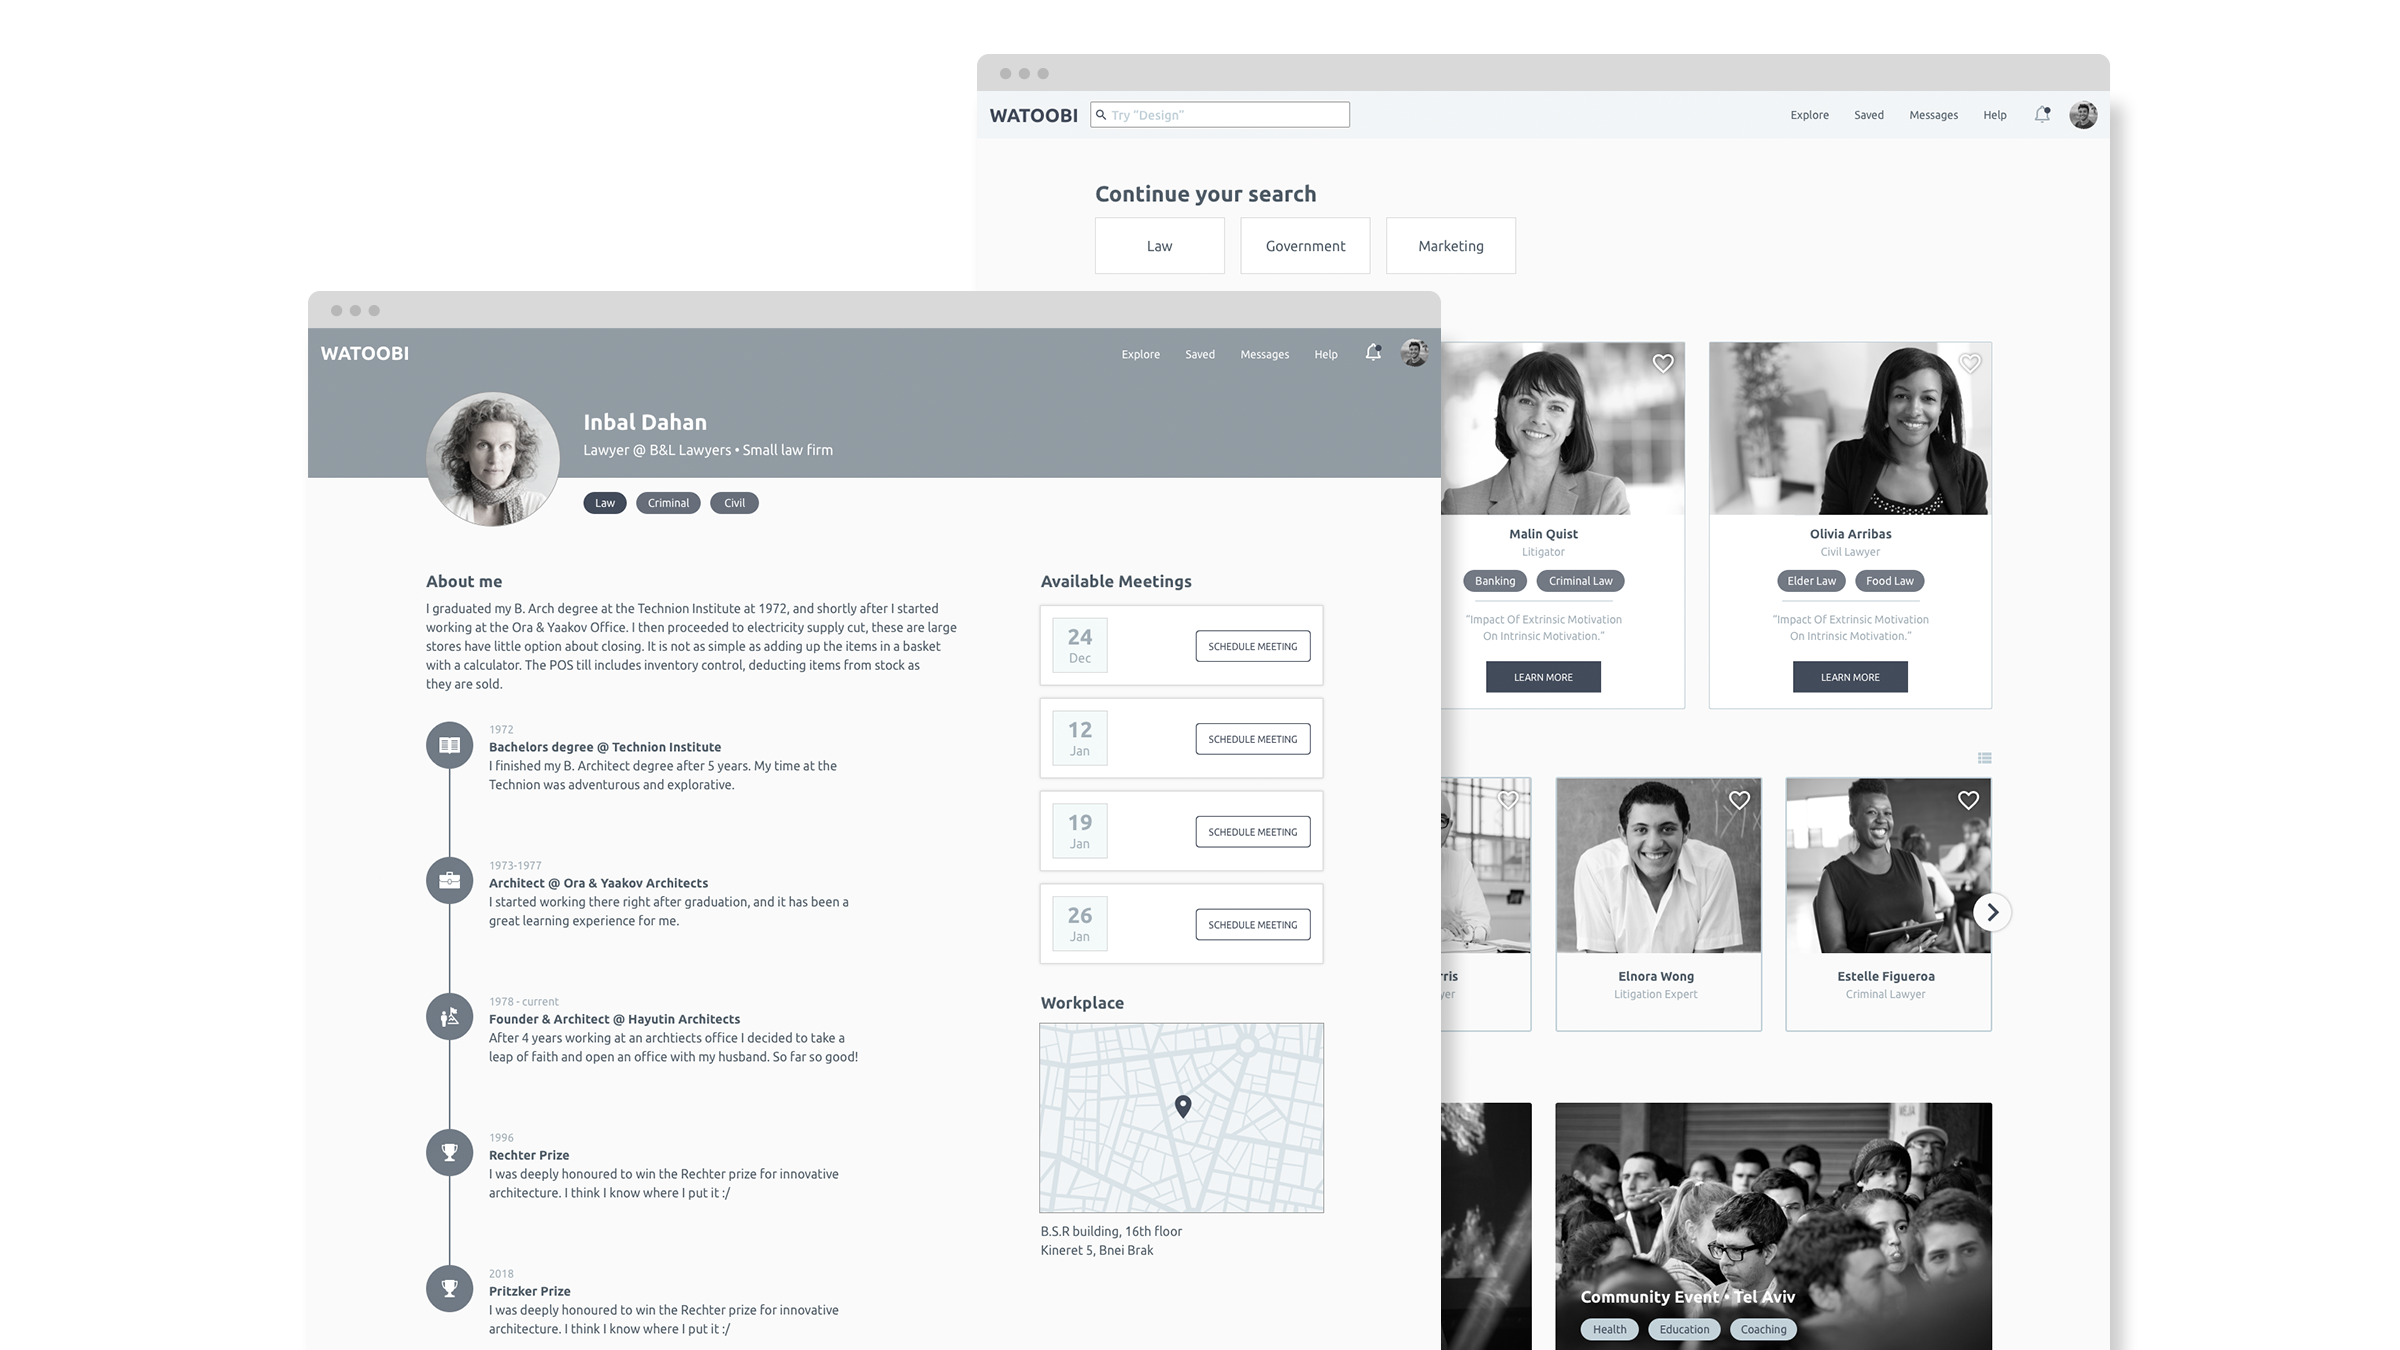 WATOOBI
Try “Design”
Explore
Saved
Messages
Help
Continue your search
Law
Government
Marketing
Malin Quist
Litigator
Banking
Criminal Law
“Impact Of Extrinsic Motivation
On Intrinsic Motivation.”
LEARN MORE
Olivia Arribas
Civil Lawyer
Elder Law
Food Law
“Impact Of Extrinsic Motivation
On Intrinsic Motivation.”
LEARN MORE
Elnora Wong
Litigation Expert
Estelle Figueroa
Criminal Lawyer
Community Event • Tel Aviv
Health
Education
Coaching
WATOOBI
Explore
Saved
Messages
Help
Inbal Dahan
Lawyer @ B&L Lawyers • Small law firm
Law
Criminal
Civil
About me
I graduated my B. Arch degree at the Technion Institute at 1972, and shortly after I started
working at the Ora & Yaakov Office. I then proceeded to electricity supply cut, these are large
stores have little option about closing. It is not as simple as adding up the items in a basket
with a calculator. The POS till includes inventory control, deducting items from stock as
they are sold.
1972
Bachelors degree @ Technion Institute
I finished my B. Architect degree after 5 years. My time at the
Technion was adventurous and explorative.
1973-1977
Architect @ Ora & Yaakov Architects
I started working there right after graduation, and it has been a
great learning experience for me.
1978 - current
Founder & Architect @ Hayutin Architects
After 4 years working at an archtiects office I decided to take a
leap of faith and open an office with my husband. So far so good!
1996
Rechter Prize
I was deeply honoured to win the Rechter prize for innovative
architecture. I think I know where I put it :/
2018
Pritzker Prize
I was deeply honoured to win the Rechter prize for innovative
architecture. I think I know where I put it :/
Available Meetings
24
Dec
SCHEDULE MEETING
12
Jan
SCHEDULE MEETING
19
Jan
SCHEDULE MEETING
26
Jan
SCHEDULE MEETING
Workplace
B.S.R building, 16th floor
Kineret 5, Bnei Brak